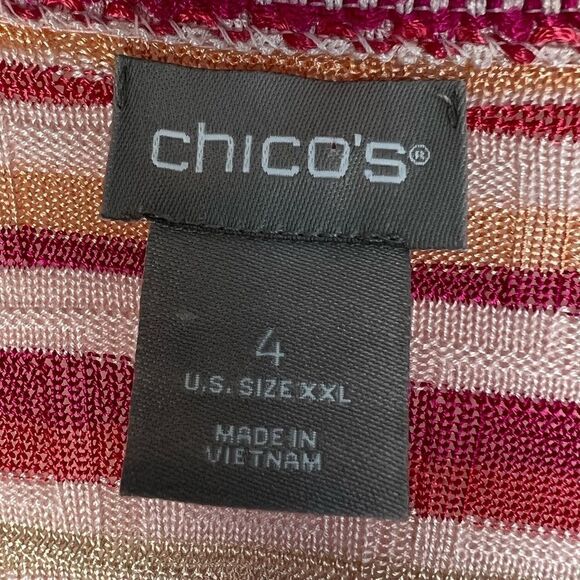 chico's®
4
U.S. SIZE XXL
MADE IN
VIETNAM